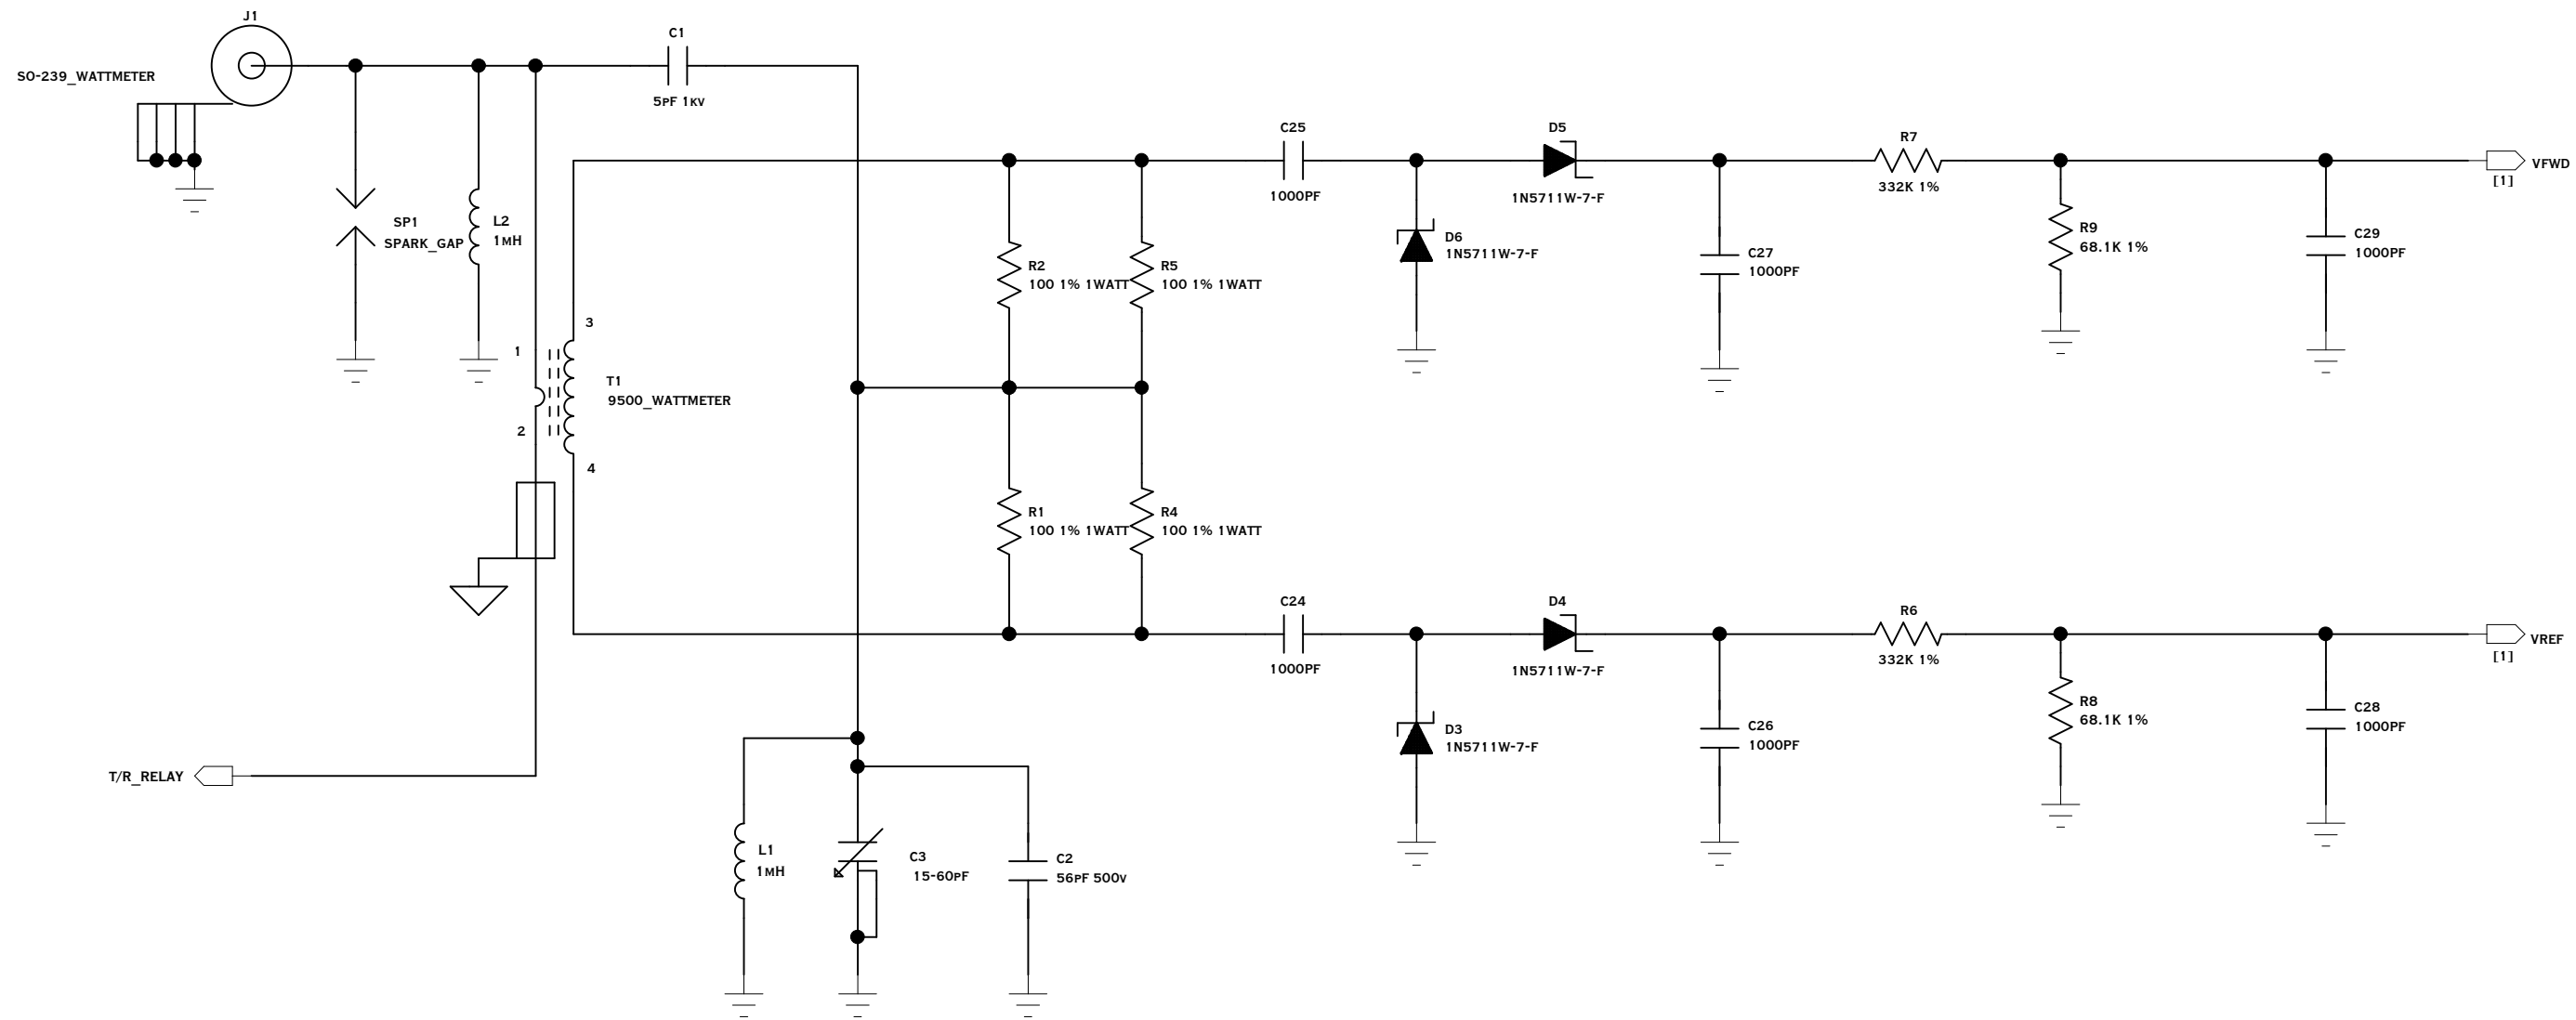 J1
SO-239_WATTMETER
C1
5PF 1KV
SP1
SPARK_GAP
L2
1MH
1
2
3
4
T1
9500_WATTMETER
R2
100 1% 1WATT
R5
100 1% 1WATT
R1
100 1% 1WATT
R4
100 1% 1WATT
C25
1000PF
D5
1N5711W-7-F
D6
1N5711W-7-F
C27
1000PF
R7
332K 1%
R9
68.1K 1%
C29
1000PF
VFWD
[1]
C24
1000PF
D4
1N5711W-7-F
D3
1N5711W-7-F
C26
1000PF
R6
332K 1%
R8
68.1K 1%
C28
1000PF
VREF
[1]
T/R_RELAY
L1
1MH
C3
15-60PF
C2
56PF 500V